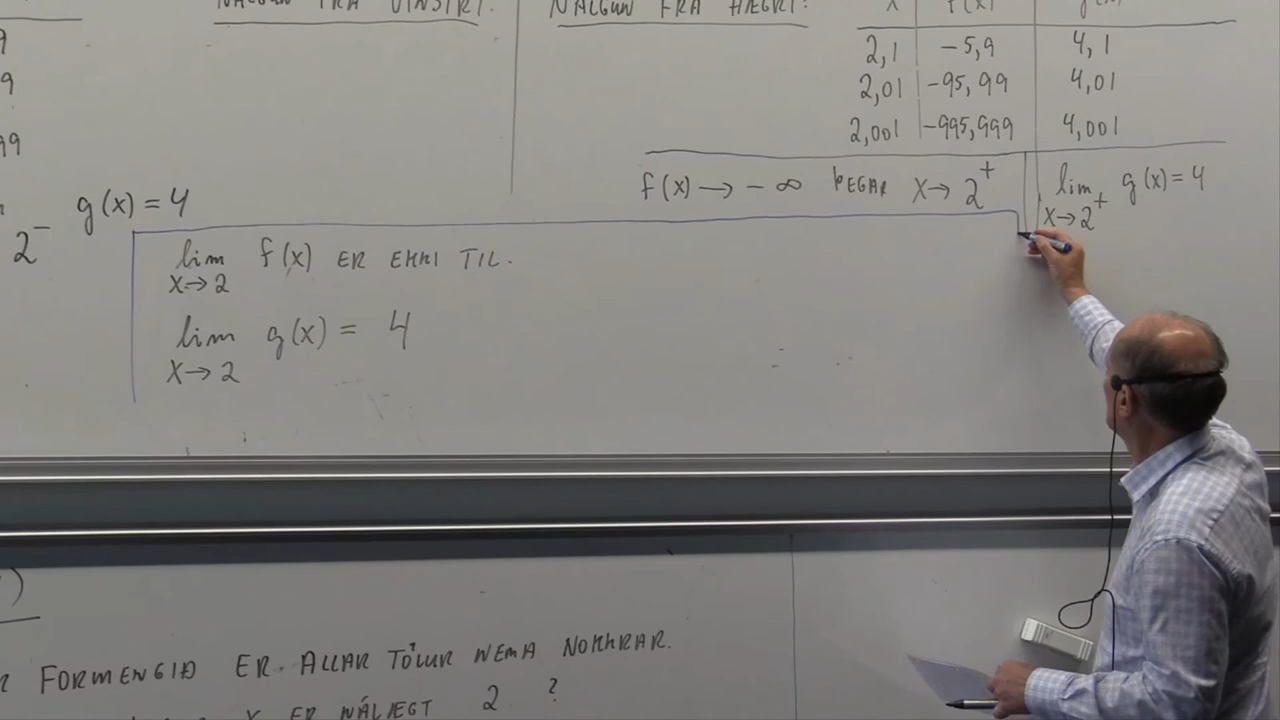 NÁLGUN FRÁ VINSTRI:
NÁLGUN FRÁ HÆGRI:
x f(x) g(x)
2,1 -5,9 4,1
2,01 -95,99 4,01
2,001 -995,999 4,001
f(x) → - ∞ ÞEGAR x → 2⁺
lim g(x) = 4
x → 2⁺
g(x) = 4
2⁻
lim f(x) ER EKKI TIL.
x → 2
lim g(x) = 4
x → 2
FORMENGIÐ ER ALLAR TÖLUR NEMA NOKKRAR.
x ER NÁLÆGT 2 ?